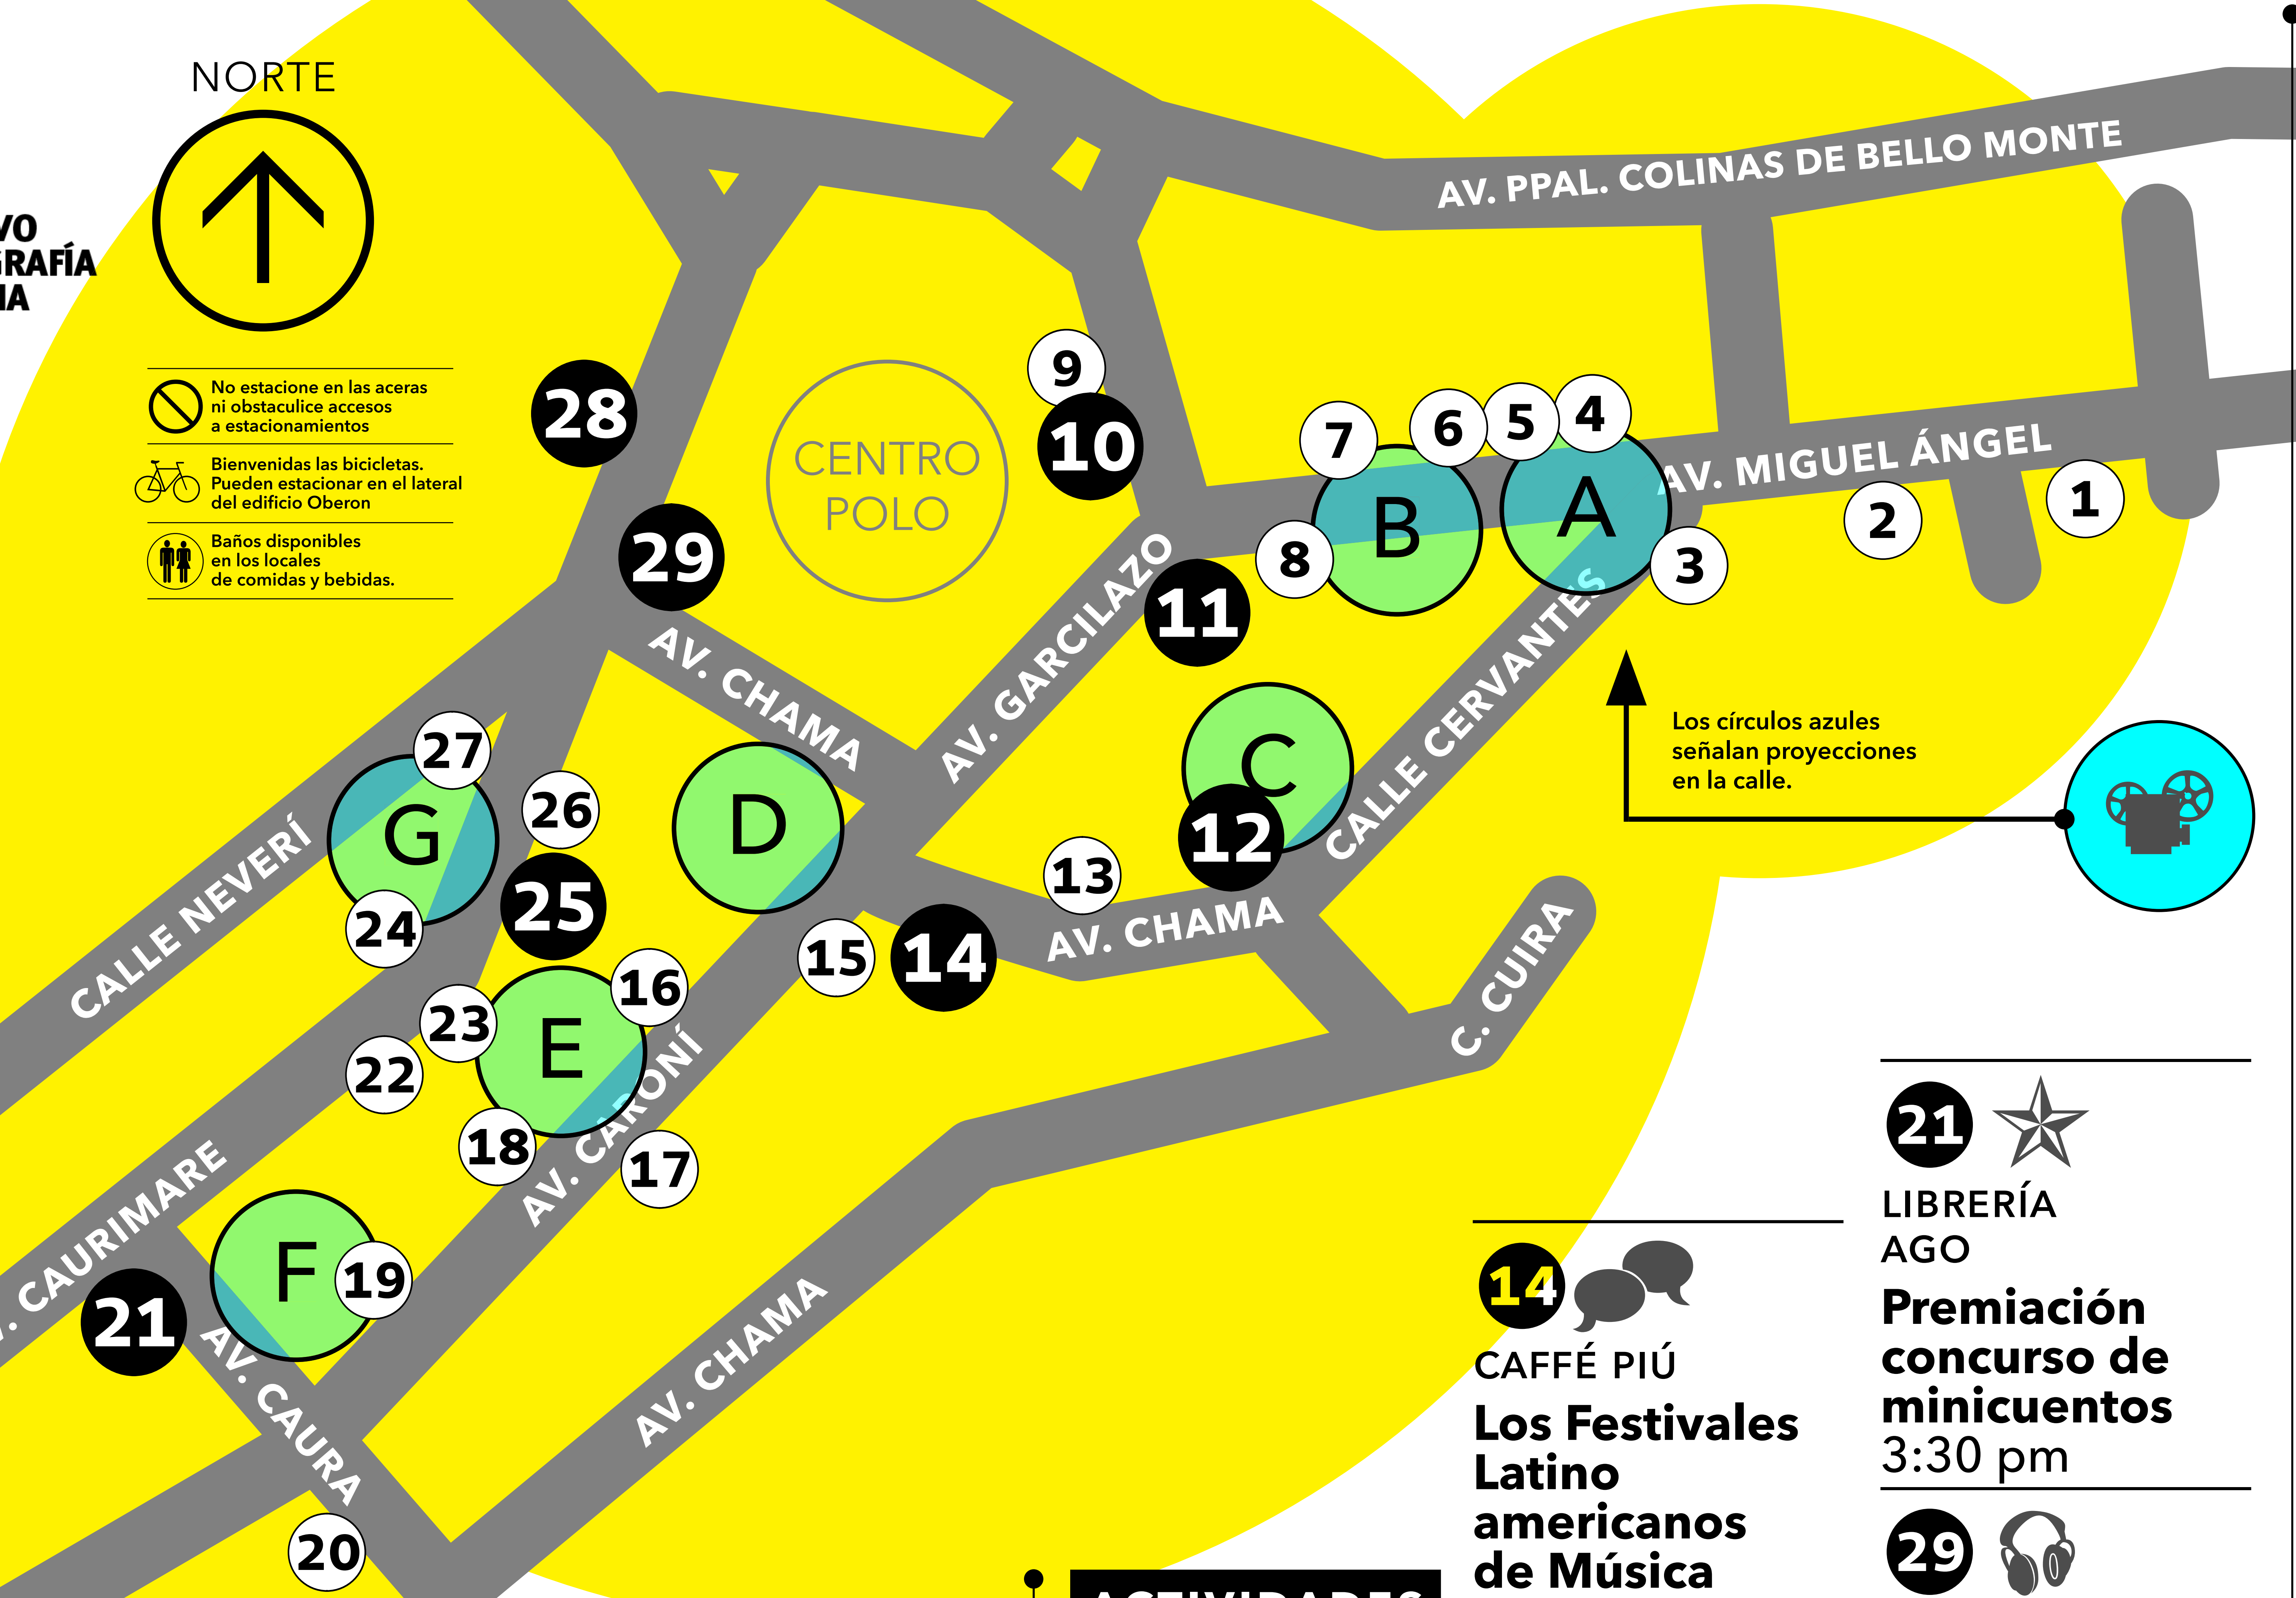 NORTE
VO
GRAFÍA
IA
No estacione en las aceras
ni obstaculice accesos
a estacionamientos
Bienvenidas las bicicletas.
Pueden estacionar en el lateral
del edificio Oberon
Baños disponibles
en los locales
de comidas y bebidas.
AV. PPAL. COLINAS DE BELLO MONTE
28
CENTRO
POLO
9
10
7
6
5
4
B
A
AV. MIGUEL ÁNGEL
1
2
3
8
29
11
AV. CHAMA
AV. GARCILAZO
C
CALLE CERVANTES
12
Los círculos azules
señalan proyecciones
en la calle.
27
G
26
D
24
25
CALLE NEVERÍ
13
15
14
AV. CHAMA
C. CUIRA
16
23
E
22
18
17
AV. CARONÍ
V. CAURIMARE
F
19
21
AV. CAURA
AV. CHAMA
20
14
CAFFÉ PIÚ
Los Festivales
Latino
americanos
de Música
21
LIBRERÍA
AGO
Premiación
concurso de
minicuentos
3:30 pm
29
ACTIVIDADES